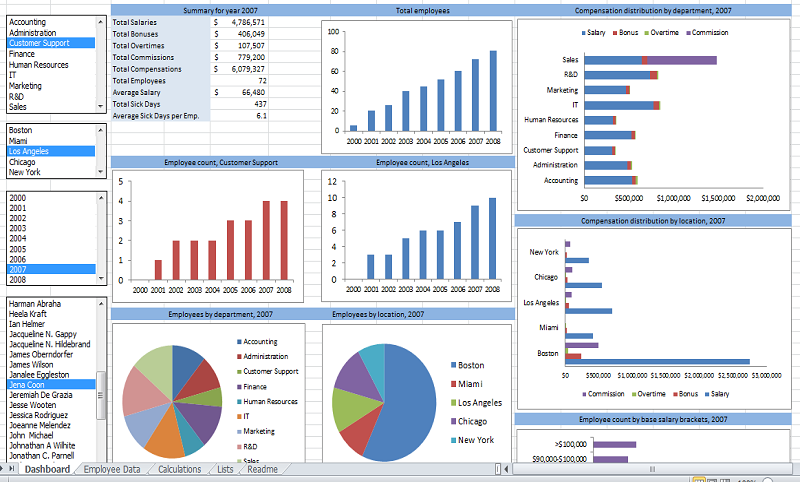 Accounting
Administration
Customer Support
Finance
Human Resources
IT
Marketing
R&D
Sales
Boston
Miami
Los Angeles
Chicago
New York
2000
2001
2002
2003
2004
2005
2006
2007
2008
Harman Abraha
Heela Kraft
Ian Helmer
Jacqueline N. Gappy
Jacqueline N. Hildebrand
James Oberndorfer
James Wilson
Janalee Eggleston
Jena Coon
Jeremiah De Grazia
Jesse Wooten
Jessica Rodriguez
Joeanne Melendez
John Michael
Johnathan A Wilhite
Jonathan C. Parnell
Summary for year 2007
Total Salaries $ 4,786,571
Total Bonuses $ 406,049
Total Overtimes $ 107,507
Total Commissions $ 779,200
Total Compensations $ 6,079,327
Total Employees 72
Average Salary $ 66,480
Total Sick Days 437
Average Sick Days per Emp. 6.1
Total employees
100
80
60
40
20
0
2000 2001 2002 2003 2004 2005 2006 2007 2008
Compensation distribution by department, 2007
Salary Bonus Overtime Commission
Sales
R&D
Marketing
IT
Human Resources
Finance
Customer Support
Administration
Accounting
$0 $500,000 $1,000,000 $1,500,000 $2,000,000
Employee count, Customer Support
5
4
3
2
1
0
2000 2001 2002 2003 2004 2005 2006 2007 2008
Employee count, Los Angeles
12
10
8
6
4
2
0
2000 2001 2002 2003 2004 2005 2006 2007 2008
Compensation distribution by location, 2007
New York
Chicago
Los Angeles
Miami
Boston
$0 $500,000 $1,000,000 $1,500,000 $2,000,000 $2,500,000 $3,000,000
Commission Overtime Bonus Salary
Employees by department, 2007
Accounting
Administration
Customer Support
Finance
Human Resources
IT
Marketing
R&D
Sales
Employees by location, 2007
Boston
Miami
Los Angeles
Chicago
New York
Employee count by base salary brackets, 2007
>$100,000
$90,000-$100,000
Dashboard Employee Data Calculations Lists Readme